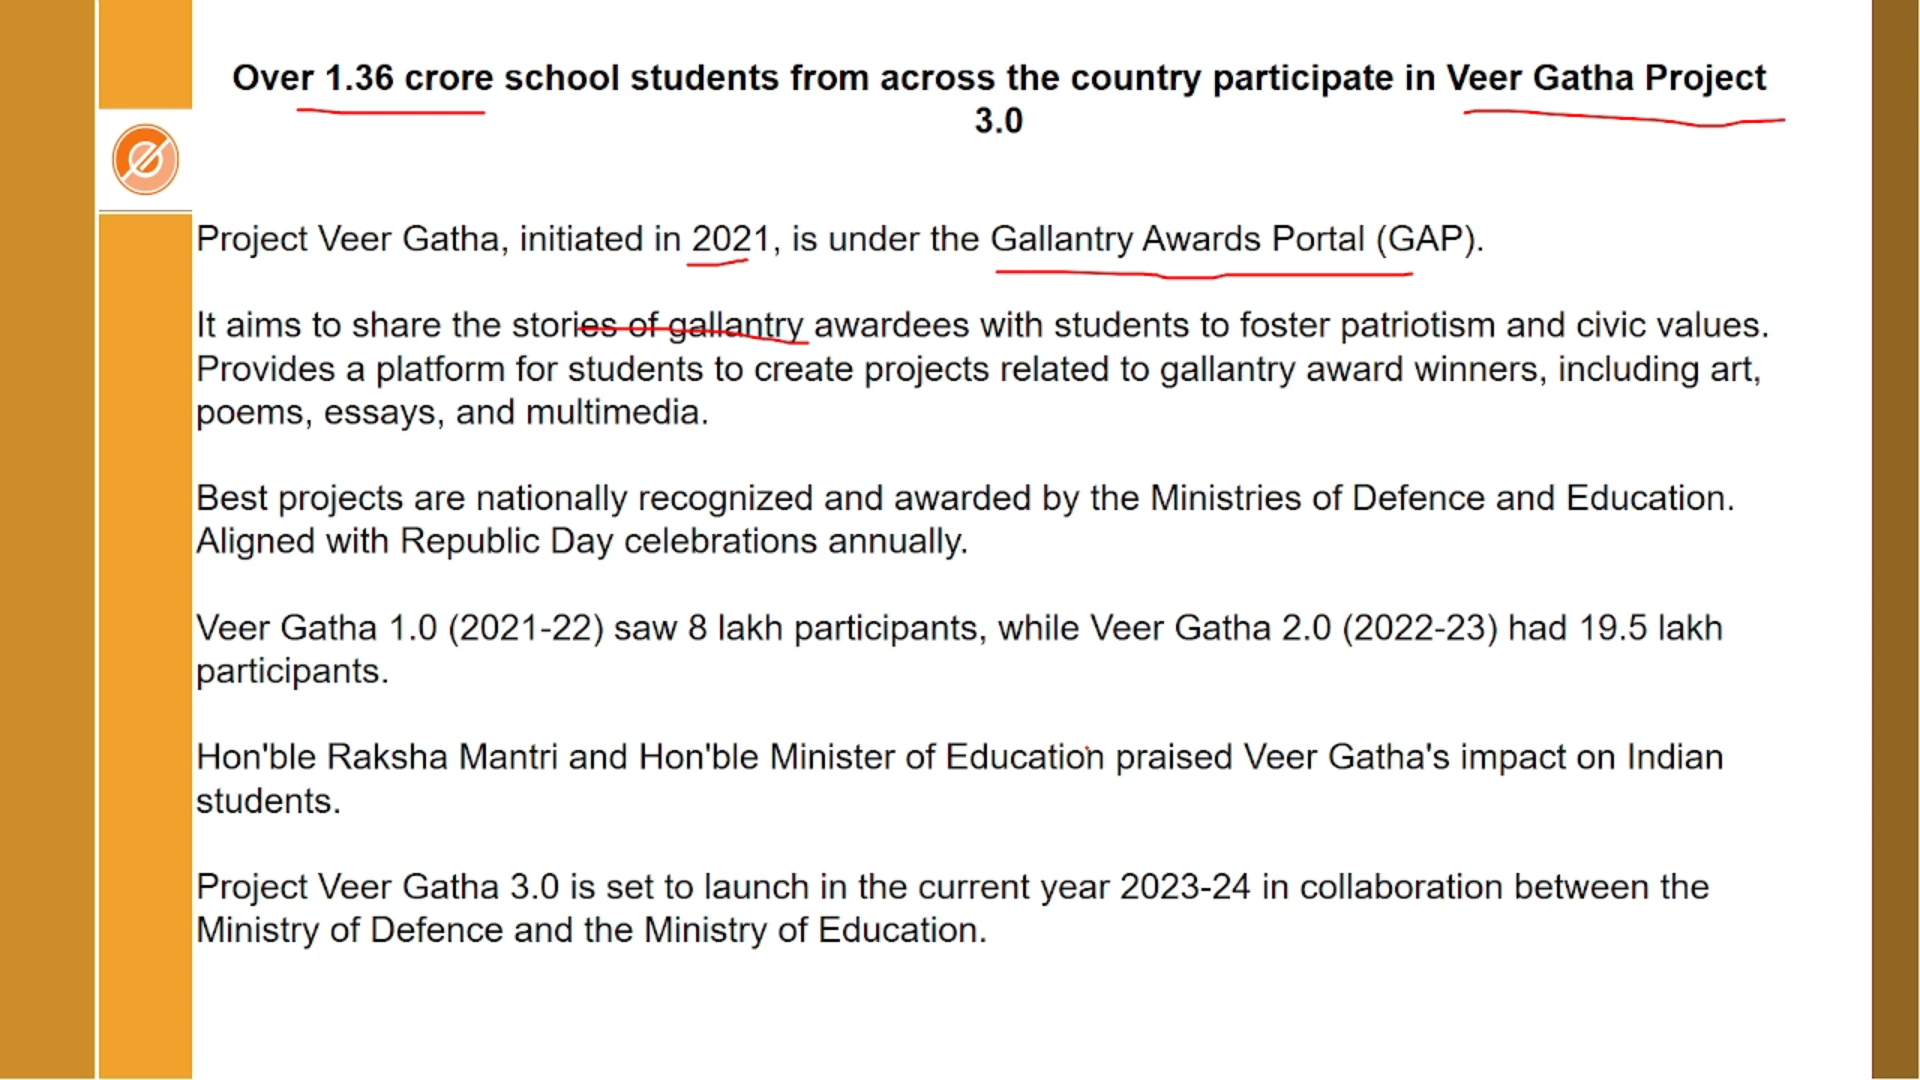 Over 1.36 crore school students from across the country participate in Veer Gatha Project
3.0
Project Veer Gatha, initiated in 2021, is under the Gallantry Awards Portal (GAP).
It aims to share the stories of gallantry awardees with students to foster patriotism and civic values.
Provides a platform for students to create projects related to gallantry award winners, including art,
poems, essays, and multimedia.
Best projects are nationally recognized and awarded by the Ministries of Defence and Education.
Aligned with Republic Day celebrations annually.
Veer Gatha 1.0 (2021-22) saw 8 lakh participants, while Veer Gatha 2.0 (2022-23) had 19.5 lakh
participants.
Hon'ble Raksha Mantri and Hon'ble Minister of Education praised Veer Gatha's impact on Indian
students.
Project Veer Gatha 3.0 is set to launch in the current year 2023-24 in collaboration between the
Ministry of Defence and the Ministry of Education.